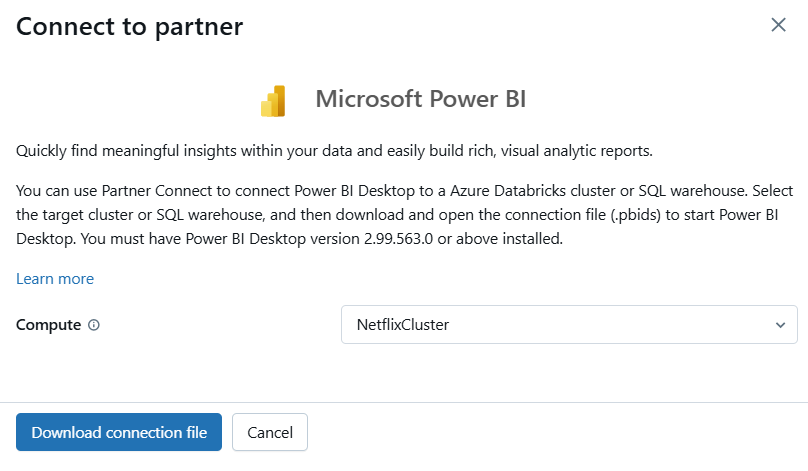 Connect to partner
Microsoft Power BI
Quickly find meaningful insights within your data and easily build rich, visual analytic reports.
You can use Partner Connect to connect Power BI Desktop to a Azure Databricks cluster or SQL warehouse. Select
the target cluster or SQL warehouse, and then download and open the connection file (.pbids) to start Power BI
Desktop. You must have Power BI Desktop version 2.99.563.0 or above installed.
Learn more
Compute NetflixCluster
Download connection file Cancel